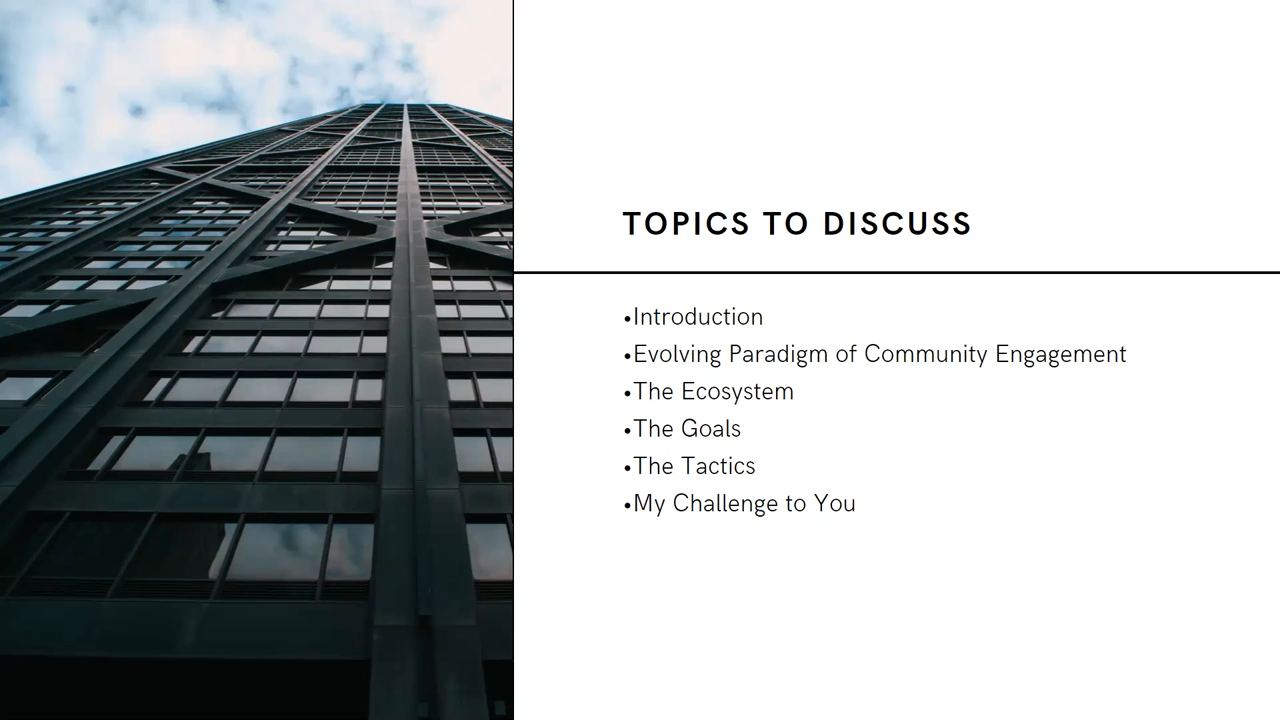 TOPICS TO DISCUSS
•Introduction
•Evolving Paradigm of Community Engagement
•The Ecosystem
•The Goals
•The Tactics
•My Challenge to You